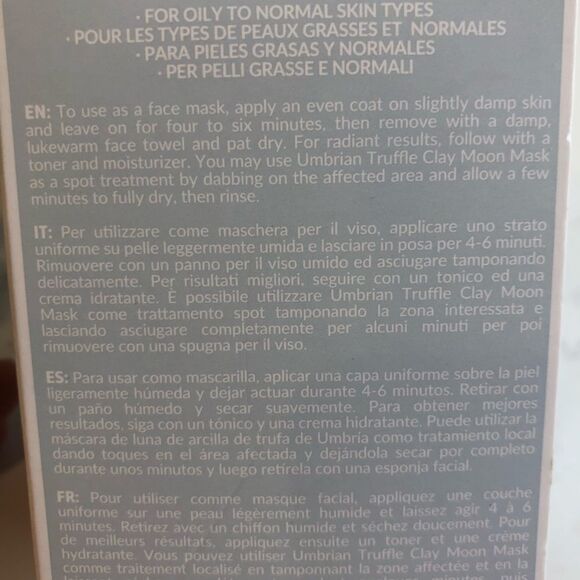 · FOR OILY TO NORMAL SKIN TYPES
· POUR LES TYPES DE PEAUX GRASSES ET NORMALES
· PARA PIELES GRASAS Y NORMALES
· PER PELLI GRASSE E NORMALI
EN: To use as a face mask, apply an even coat on slightly damp skin
and leave on for four to six minutes, then remove with a damp,
lukewarm face towel and pat dry. For radiant results, follow with a
toner and moisturizer. You may use Umbrian Truffle Clay Moon Mask
as a spot treatment by dabbing on the affected area and allow a few
minutes to fully dry, then rinse.
IT: Per utilizzare come maschera per il viso, applicare uno strato
uniforme su pelle leggermente umida e lasciare in posa per 4-6 minuti.
Rimuovere con un panno per il viso umido ed asciugare tamponando
delicatamente. Per risultati migliori, seguire con un tonico ed una
crema idratante. È possibile utilizzare Umbrian Truffle Clay Moon
Mask come trattamento spot tamponando la zona interessata e
lasciando asciugare completamente per alcuni minuti per poi
rimuovere con una spugna per il viso.
ES: Para usar como mascarilla, aplicar una capa uniforme sobre la piel
ligeramente húmeda y dejar actuar durante 4-6 minutos. Retirar con
un paño húmedo y secar suavemente. Para obtener mejores
resultados, siga con un tónico y una crema hidratante. Puede utilizar la
máscara de luna de arcilla de trufa de Umbría como tratamiento local
dando toques en el área afectada y dejándola secar por completo
durante unos minutos y luego retírela con una esponja facial.
FR: Pour utiliser comme masque facial, appliquez une couche
uniforme sur une peau légèrement humide et laissez agir 4 à 6
minutes. Retirez avec un chiffon humide et séchez doucement. Pour
de meilleurs résultats, appliquez ensuite un toner et une crème
hydratante. Vous pouvez utiliser Umbrian Truffle Clay Moon Mask
comme traitement localisé en tamponnant la zone affectée et en la